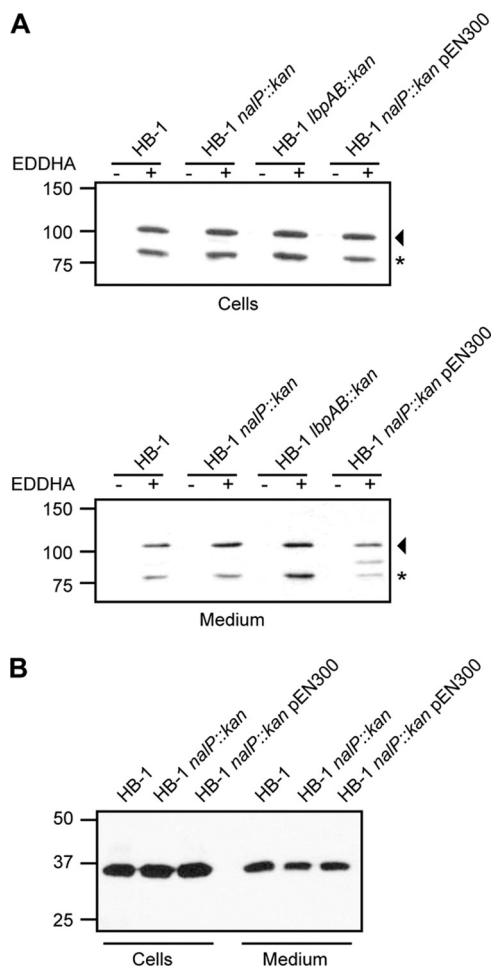 A
HB-1 HB-1 nalP::kan HB-1 lbpAB::kan HB-1 nalP::kan pEN300
EDDHA - + - + - + - +
150
100 ◄
75 *
Cells
HB-1 HB-1 nalP::kan HB-1 lbpAB::kan HB-1 nalP::kan pEN300
EDDHA - + - + - + - +
150
100 ◄
75 *
Medium
B
HB-1 HB-1 nalP::kan HB-1 nalP::kan pEN300 HB-1 HB-1 nalP::kan HB-1 nalP::kan pEN300
50
37
25
Cells Medium